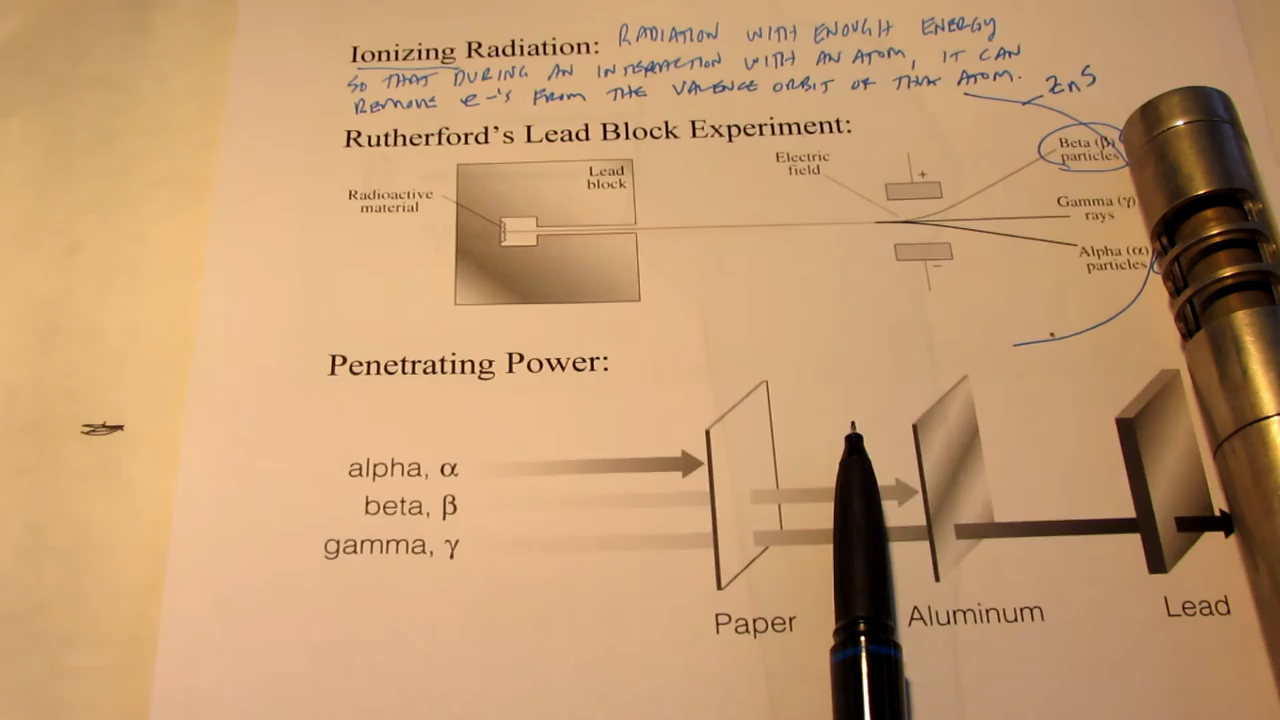 Ionizing Radiation: RADIATION WITH ENOUGH ENERGY
SO THAT DURING AN INTERACTION WITH AN ATOM, IT CAN
REMOVE e-'s FROM THE VALENCE ORBIT OF THAT ATOM.
ZnS
Rutherford's Lead Block Experiment:
Radioactive
material
Lead
block
Electric
field
+
−
Beta (β)
particles
Gamma (γ)
rays
Alpha (α)
particles
Penetrating Power:
alpha, α
beta, β
gamma, γ
Paper
Aluminum
Lead